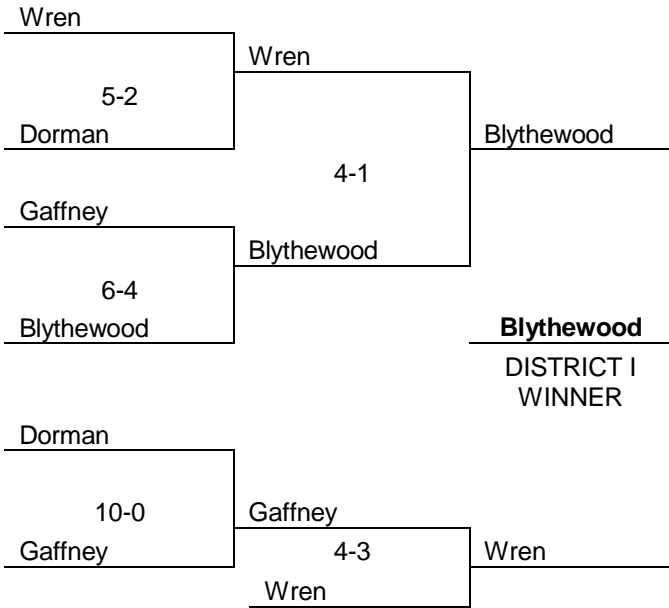 Wren
Wren
5-2
Dorman
Blythewood
4-1
Gaffney
Blythewood
6-4
Blythewood
Blythewood
DISTRICT I
WINNER
Dorman
10-0
Gaffney
Gaffney
4-3
Wren
Wren